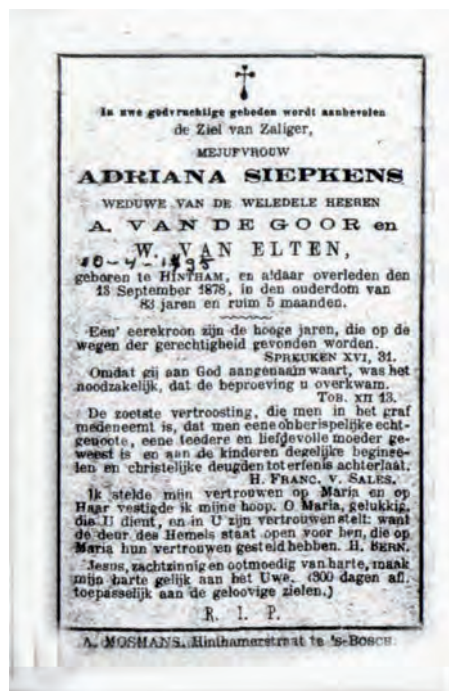 In uwe godvruchtige gebeden wordt aanbevolen
de Ziel van Zaliger,
MEJUFVROUW
ADRIANA SIEPKENS
WEDUWE VAN DE WELEDELE HEEREN
A. VAN DE GOOR en
W. VAN ELTEN,
10-4-1795
geboren te HINTHAM, en aldaar overleden den
13 September 1878, in den ouderdom van
83 jaren en ruim 5 maanden.
Een' eerekroon zijn de hooge jaren, die op de
wegen der gerechtigheid gevonden worden.
SPREUKEN XVI, 31.
Omdat gij aan God aangenaam waart, was het
noodzakelijk, dat de beproeving u overkwam.
TOB. XII 13.
De zoetste vertroosting, die men in het graf
medeneemt is, dat men eene onberispelijke echt-
genoote, eene teedere en liefdevolle moeder ge-
weest is en aan de kinderen degelijke beginse-
len en christelijke deugden tot erfenis achterlaat.
H. FRANC. V. SALES.
Ik stelde mijn vertrouwen op Maria en op
Haar vestigde ik mijne hoop. O Maria, gelukkig,
die U dient, en in U zijn vertrouwen stelt: want
de deur des Hemels staat open voor hen, die op
Maria hun vertrouwen gesteld hebben. H. BERN.
Jesus, zachtzinnig en ootmoedig van harte, maak
mijn harte gelijk aan het Uwe. (300 dagen afl.
toepasselijk aan de geloovige zielen.)
R. I. P.
A. MOSMANS, Hinthamerstraat te 's-BOSCH.